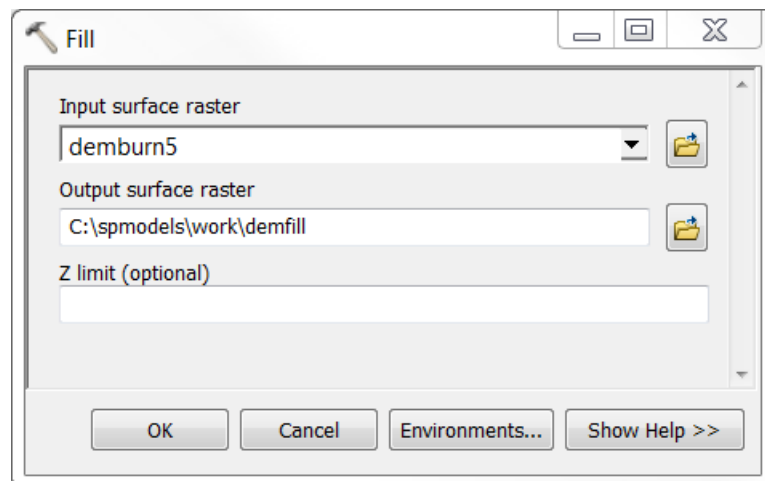 Fill
Input surface raster
demburn5
Output surface raster
C:\spmodels\work\demfill
Z limit (optional)
OK Cancel Environments... Show Help >>